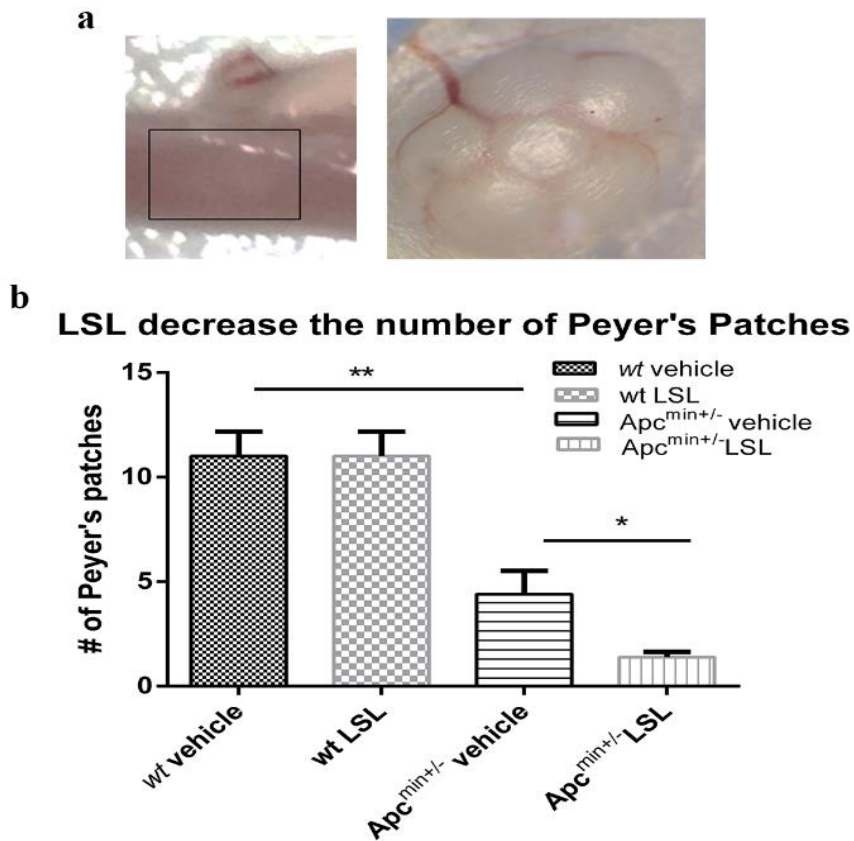 a
b
LSL decrease the number of Peyer's Patches
# of Peyer's patches
15
10
5
0
**
*
wt vehicle
wt LSL
Apcmin+/- vehicle
Apcmin+/-LSL
wt vehicle
wt LSL
Apcmin+/- vehicle
Apcmin+/-LSL